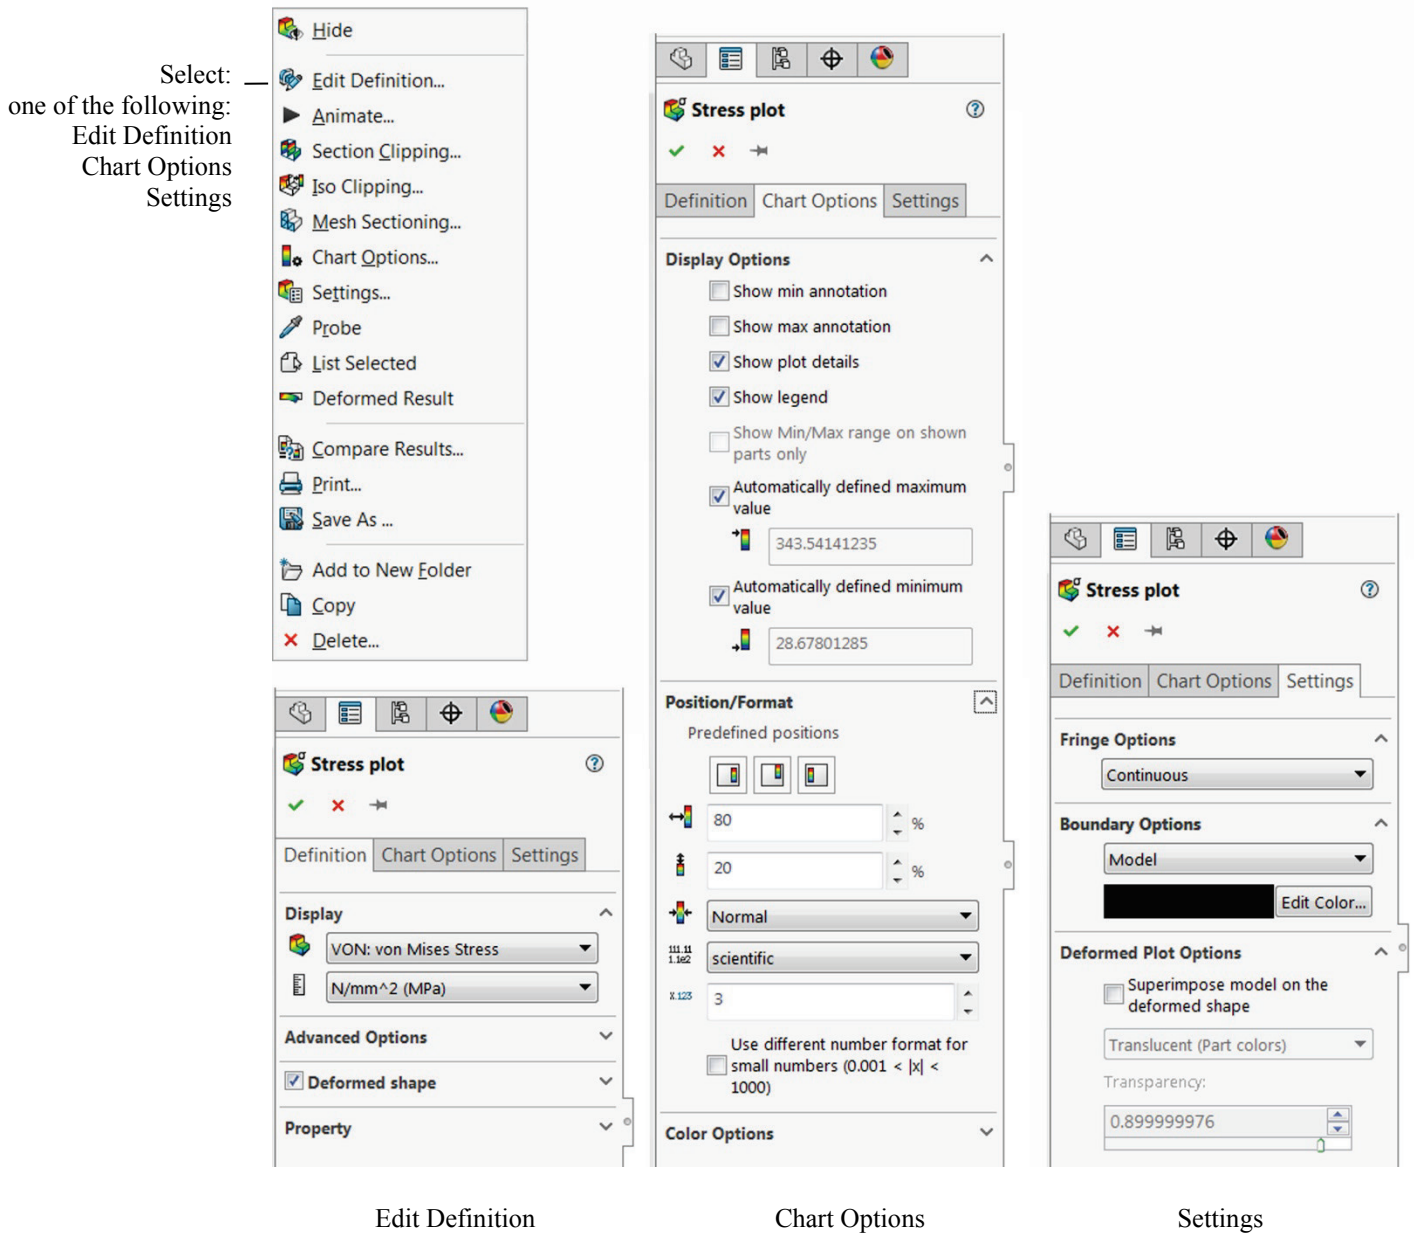 Select:
one of the following:
Edit Definition
Chart Options
Settings
Hide
Edit Definition...
Animate...
Section Clipping...
Iso Clipping...
Mesh Sectioning...
Chart Options...
Settings...
Probe
List Selected
Deformed Result
Compare Results...
Print...
Save As ...
Add to New Folder
Copy
Delete...
Stress plot
Definition Chart Options Settings
Display
VON: von Mises Stress
N/mm^2 (MPa)
Advanced Options
Deformed shape
Property
Edit Definition
Stress plot
Definition Chart Options Settings
Display Options
Show min annotation
Show max annotation
Show plot details
Show legend
Show Min/Max range on shown
parts only
Automatically defined maximum
value
343.54141235
Automatically defined minimum
value
28.67801285
Position/Format
Predefined positions
80 %
20 %
Normal
111.11
1.1e2
scientific
X.123
3
Use different number format for
small numbers (0.001 < |x| <
1000)
Color Options
Chart Options
Stress plot
Definition Chart Options Settings
Fringe Options
Continuous
Boundary Options
Model
Edit Color...
Deformed Plot Options
Superimpose model on the
deformed shape
Translucent (Part colors)
Transparency:
0.899999976
Settings